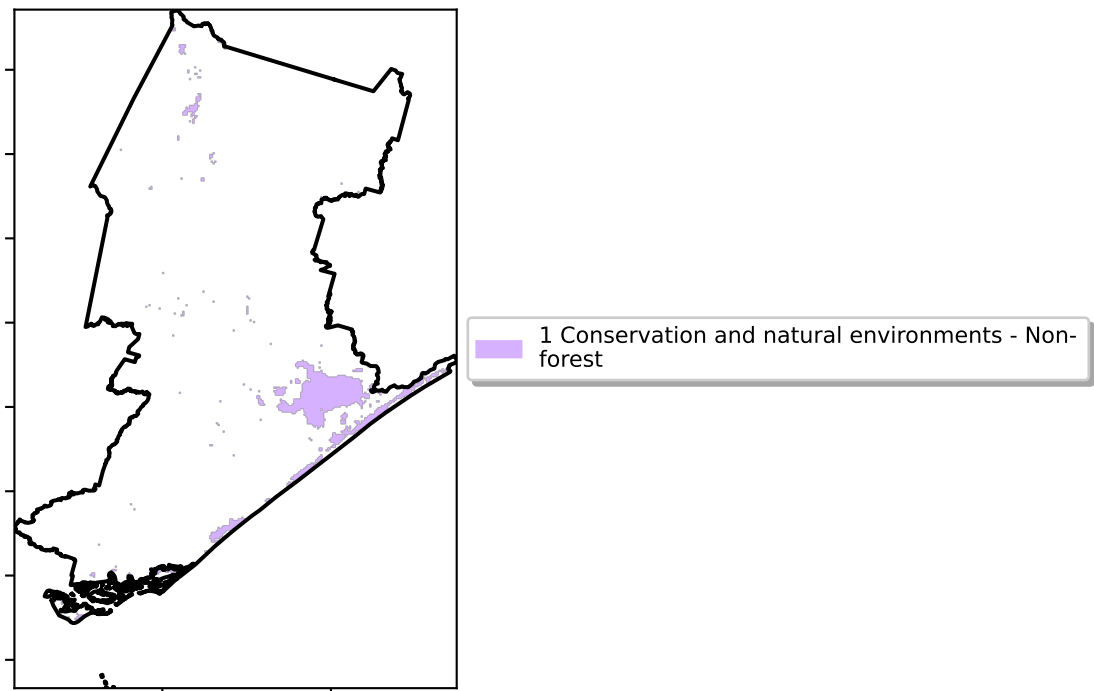 1 Conservation and natural environments - Non-
forest